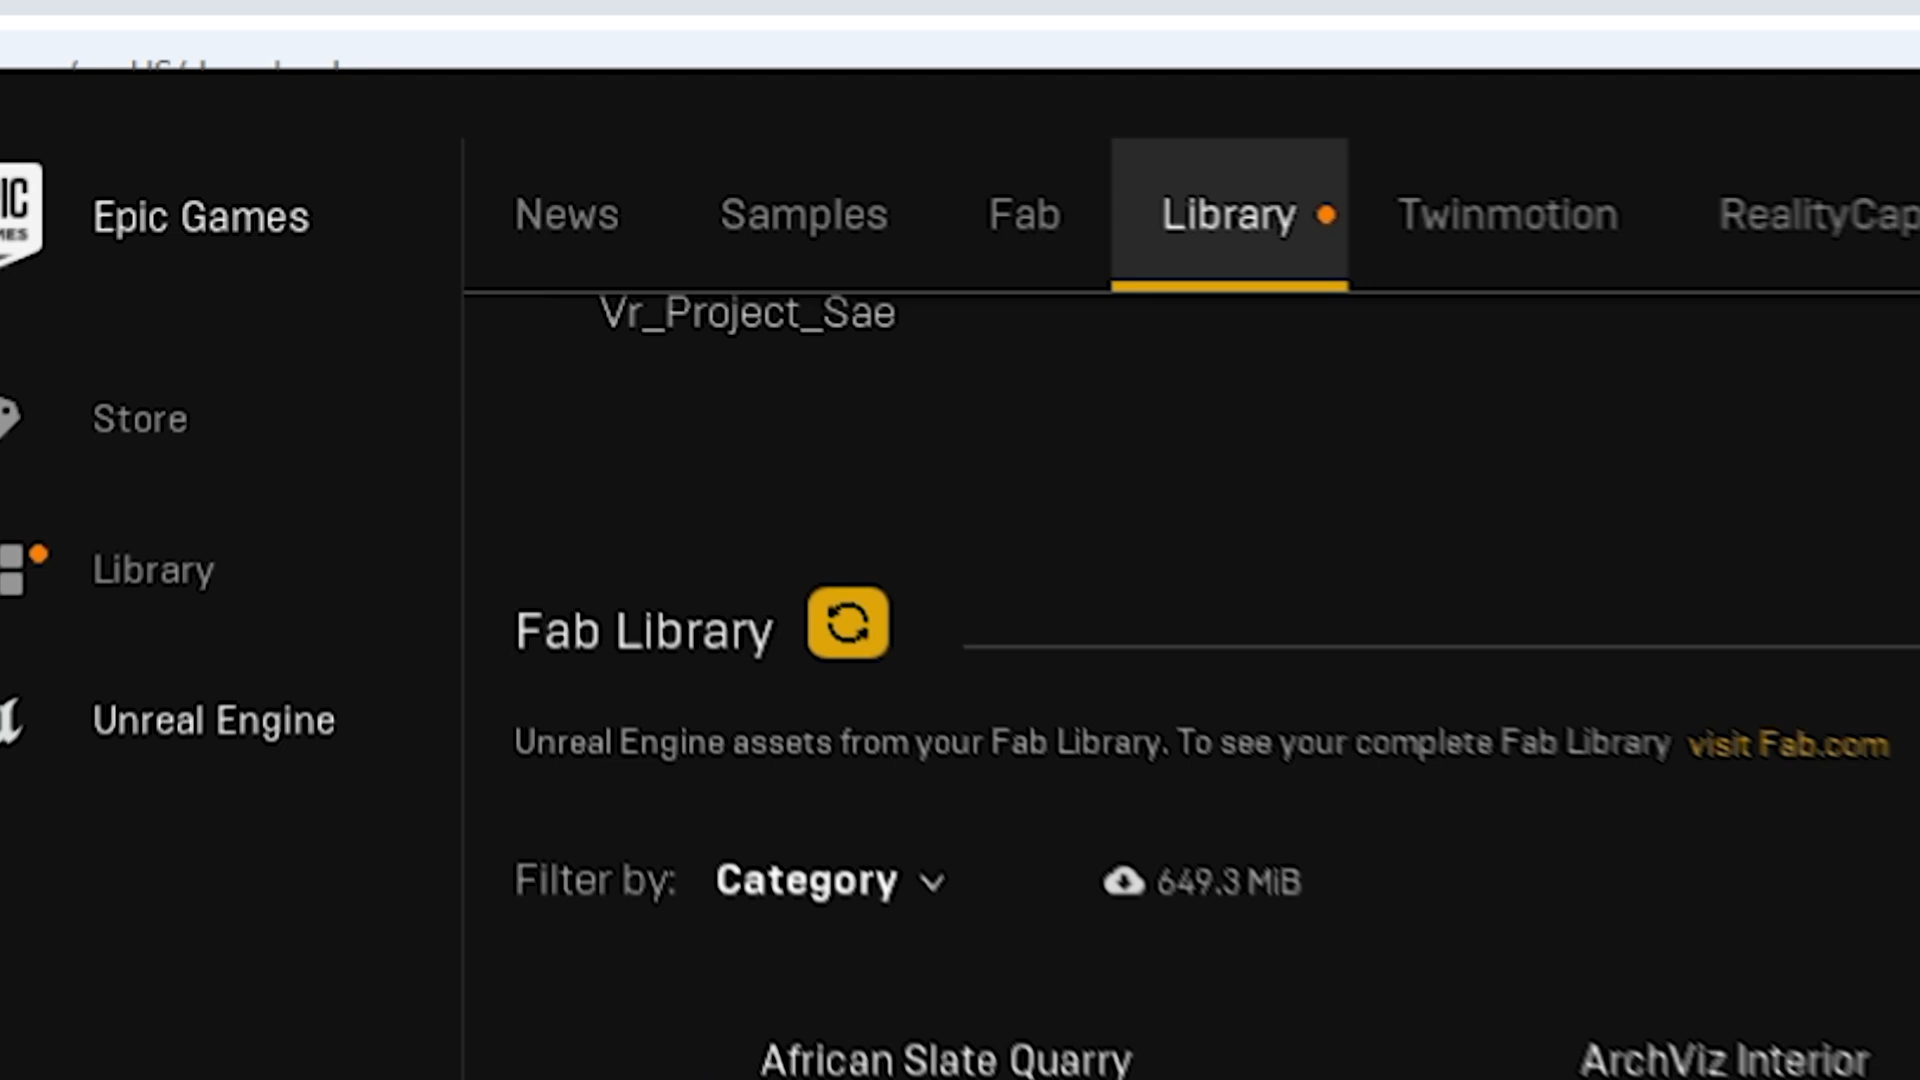 Epic Games
News Samples Fab Library Twinmotion RealityCap
Vr_Project_Sae
Store
Library
Fab Library
Unreal Engine
Unreal Engine assets from your Fab Library. To see your complete Fab Library visit Fab.com
Filter by: Category 649.3 MiB
African Slate Quarry ArchViz Interior